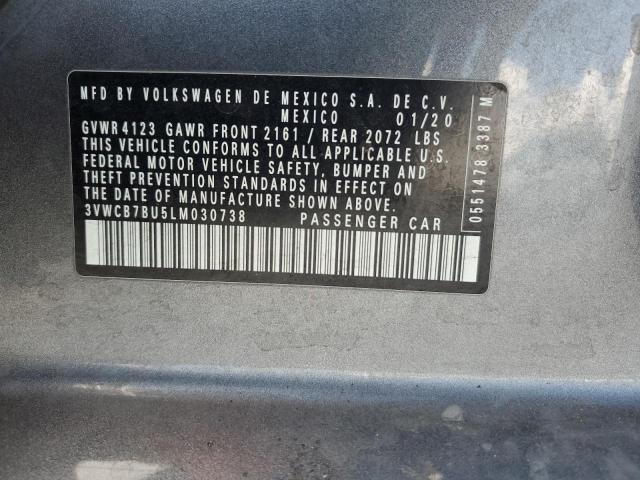 MFD BY VOLKSWAGEN DE MEXICO S.A. DE C.V.
MEXICO 01/20
GVWR 4123 GAWR FRONT 2161 / REAR 2072 LBS
THIS VEHICLE CONFORMS TO ALL APPLICABLE U.S.
FEDERAL MOTOR VEHICLE SAFETY, BUMPER AND
THEFT PREVENTION STANDARDS IN EFFECT ON
THE DATE OF MANUFACTURE SHOWN ABOVE.
3VWCB7BU5LM030738 PASSENGER CAR
0551478 3387 M